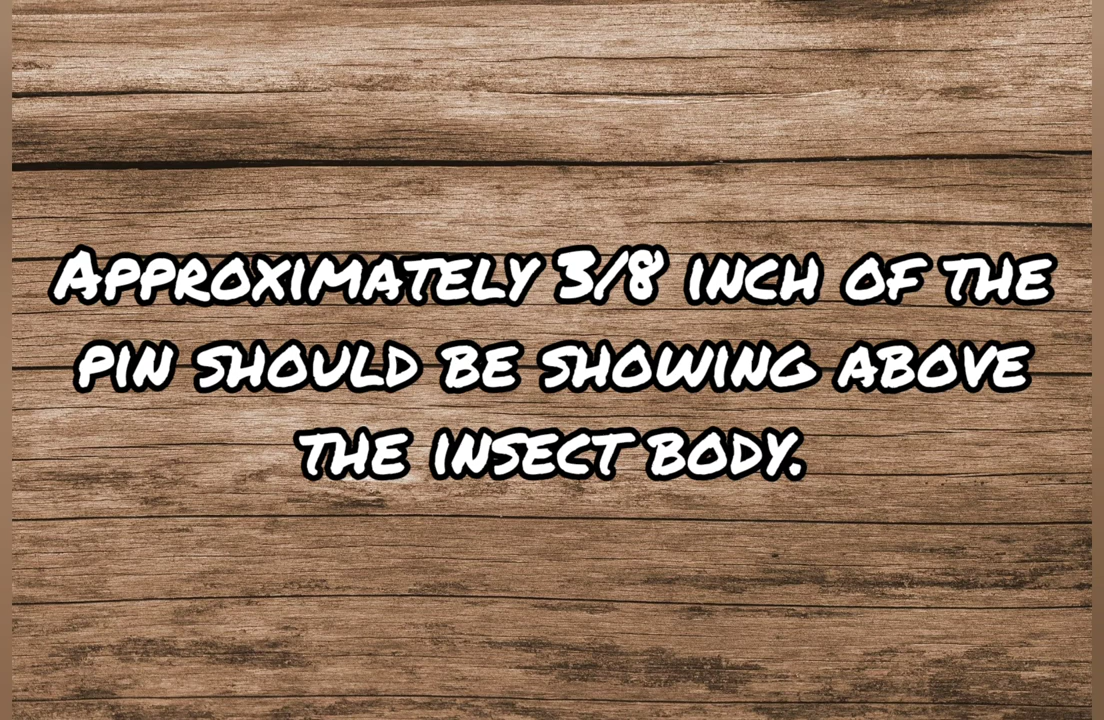 Approximately 3/8 inch of the
pin should be showing above
the insect body.